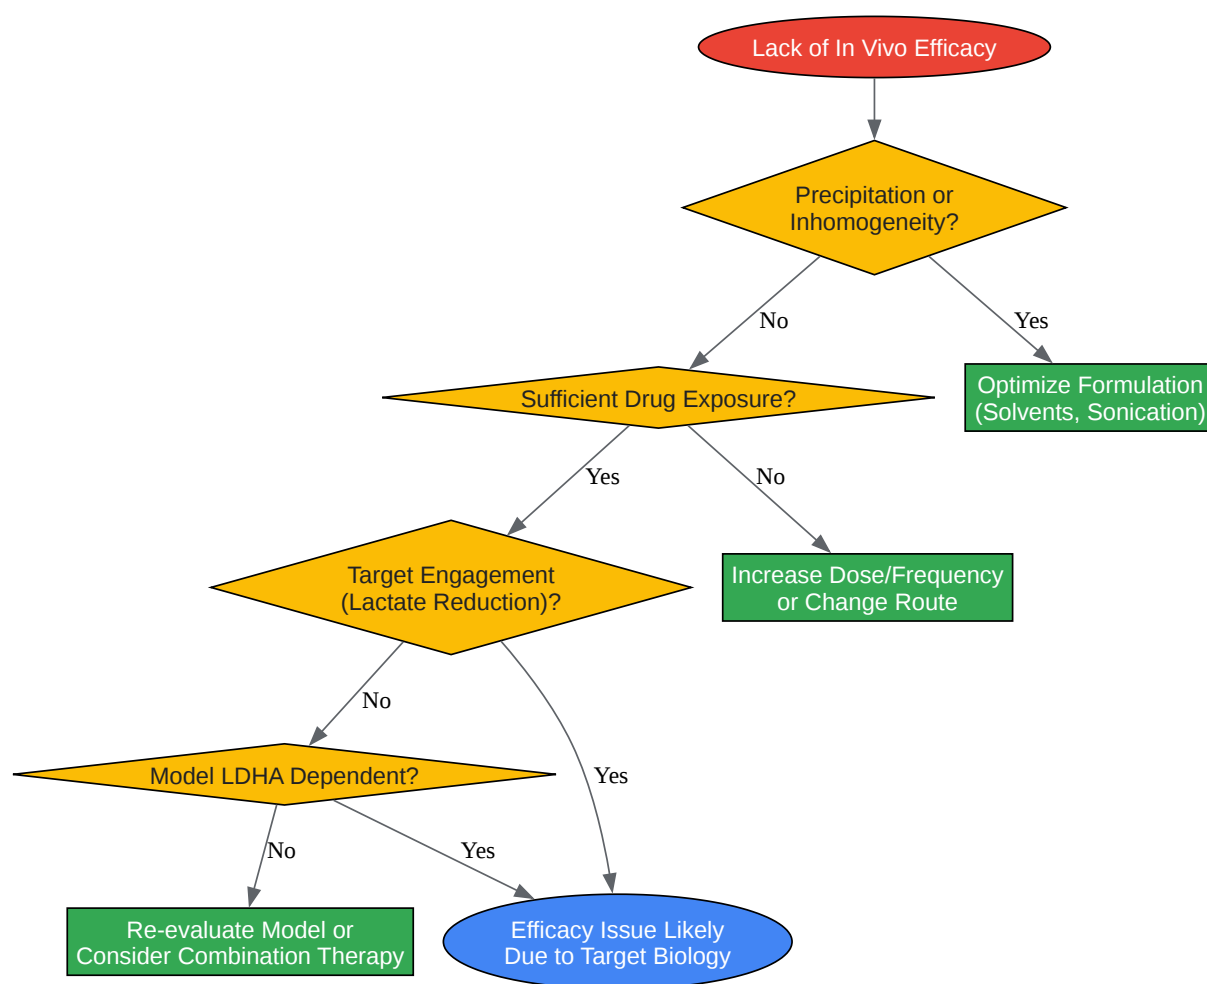 Lack of In Vivo Efficacy
Precipitation or
Inhomogeneity?
No
Yes
Sufficient Drug Exposure?
Optimize Formulation
(Solvents, Sonication)
Yes
No
Target Engagement
(Lactate Reduction)?
Increase Dose/Frequency
or Change Route
No
Yes
Model LDHA Dependent?
No
Yes
Re-evaluate Model or
Consider Combination Therapy
Efficacy Issue Likely
Due to Target Biology